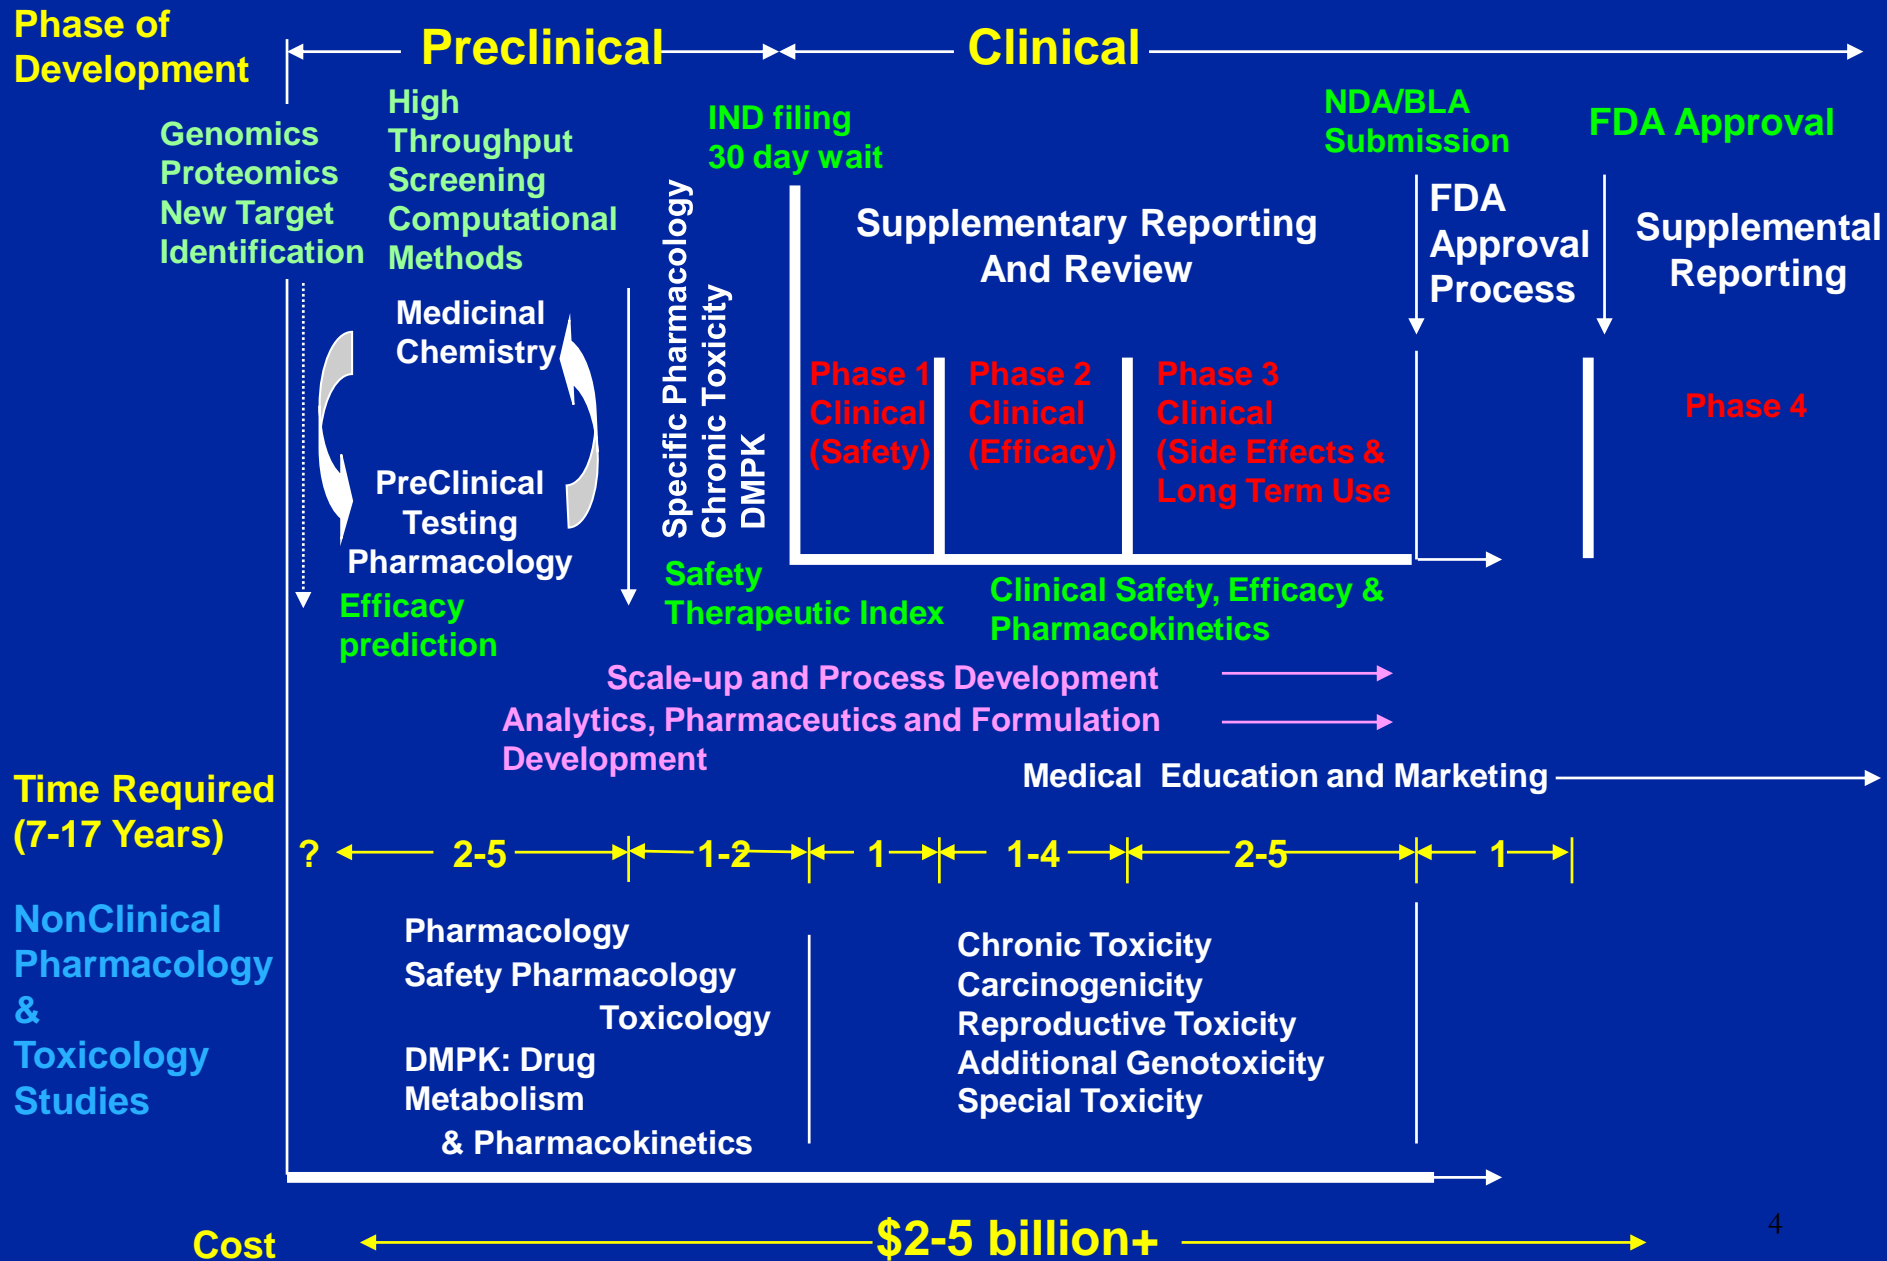 Phase of
Development
Preclinical
Clinical
Genomics
Proteomics
New Target
Identification
High
Throughput
Screening
Computational
Methods
IND filing
30 day wait
NDA/BLA
Submission
FDA Approval
Specific Pharmacology
Chronic Toxicity
DMPK
Supplementary Reporting
And Review
FDA
Approval
Process
Supplemental
Reporting
Medicinal
Chemistry
PreClinical
Testing
Pharmacology
Phase 1
Clinical
(Safety)
Phase 2
Clinical
(Efficacy)
Phase 3
Clinical
(Side Effects &
Long Term Use
Phase 4
Efficacy
prediction
Safety
Therapeutic Index
Clinical Safety, Efficacy &
Pharmacokinetics
Scale-up and Process Development
Analytics, Pharmaceutics and Formulation
Development
Medical Education and Marketing
Time Required
(7-17 Years)
? 2-5 1-2 1 1-4 2-5 1
NonClinical
Pharmacology
&
Toxicology
Studies
Pharmacology
Safety Pharmacology
Toxicology
DMPK: Drug
Metabolism
& Pharmacokinetics
Chronic Toxicity
Carcinogenicity
Reproductive Toxicity
Additional Genotoxicity
Special Toxicity
Cost
$2-5 billion+
4